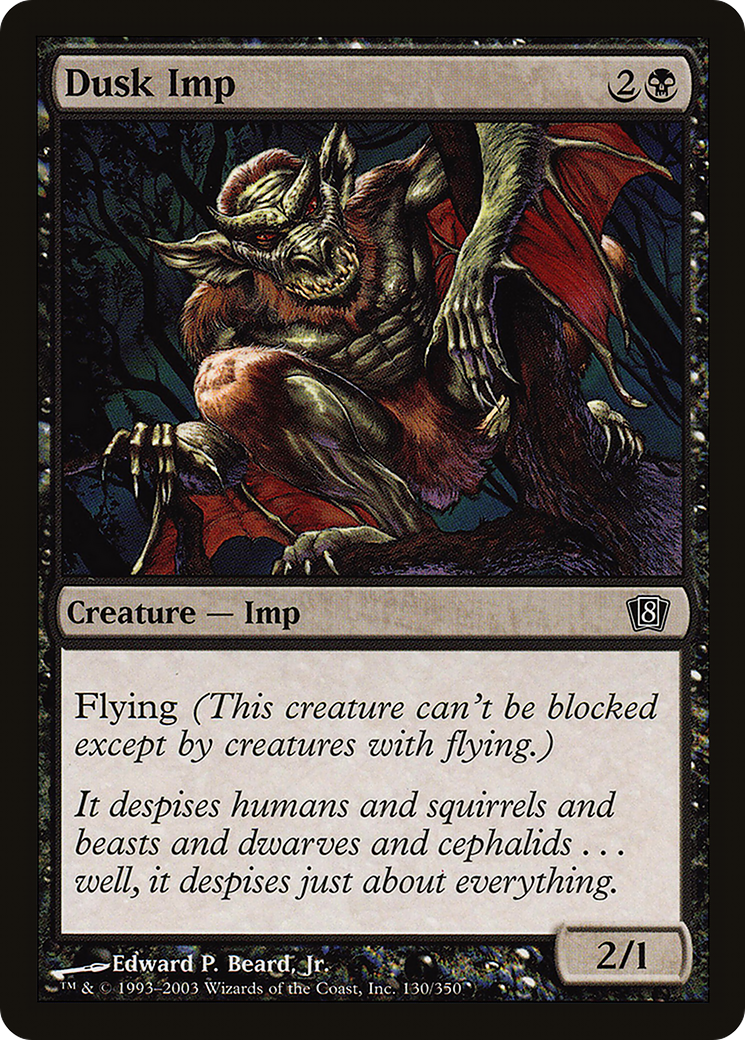 Dusk Imp 2
Creature — Imp 8
Flying (This creature can't be blocked
except by creatures with flying.)
It despises humans and squirrels and
beasts and dwarves and cephalids . . .
well, it despises just about everything.
2/1
Edward P. Beard, Jr.
™ & © 1993–2003 Wizards of the Coast, Inc. 130/350